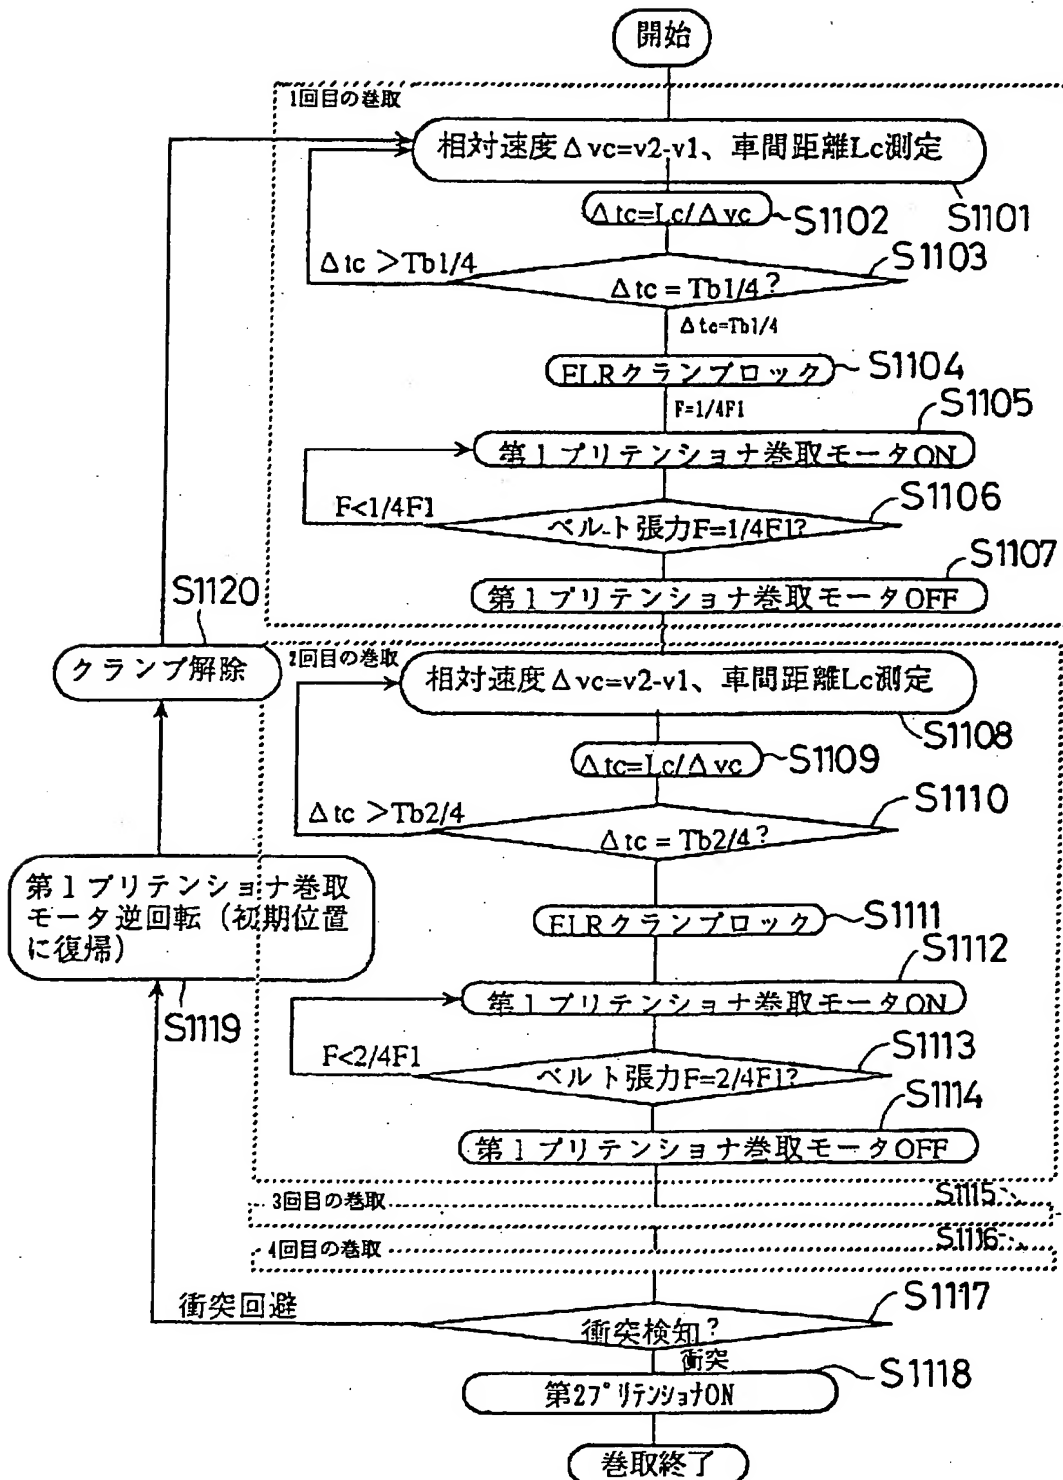 開始
1回目の巻取
相対速度Δvc=v2-v1、車間距離Lc測定
S1101
Δtc=Lc/Δvc
S1102
S1103
Δtc＞Tb1/4
Δtc = Tb1/4?
Δtc=Tb1/4
ELRクランプロック
S1104
F=1/4F1
S1105
第1プリテンショナ巻取モータON
F<1/4F1
S1106
ベルト張力F=1/4F1?
S1107
第1プリテンショナ巻取モータOFF
S1120
クランプ解除
2回目の巻取
相対速度Δvc=v2-v1、車間距離Lc測定
S1108
Δtc=Lc/Δvc
S1109
Δtc＞Tb2/4
S1110
Δtc = Tb2/4?
第1プリテンショナ巻取
モータ逆回転（初期位置
に復帰）
S1119
ELRクランプロック
S1111
S1112
第1プリテンショナ巻取モータON
F<2/4F1
S1113
ベルト張力F=2/4F1?
S1114
第1プリテンショナ巻取モータOFF
3回目の巻取
S1115
4回目の巻取
S1116
衝突回避
S1117
衝突検知?
衝突
S1118
第2ﾌﾟﾘﾃﾝｼｮﾅON
巻取終了